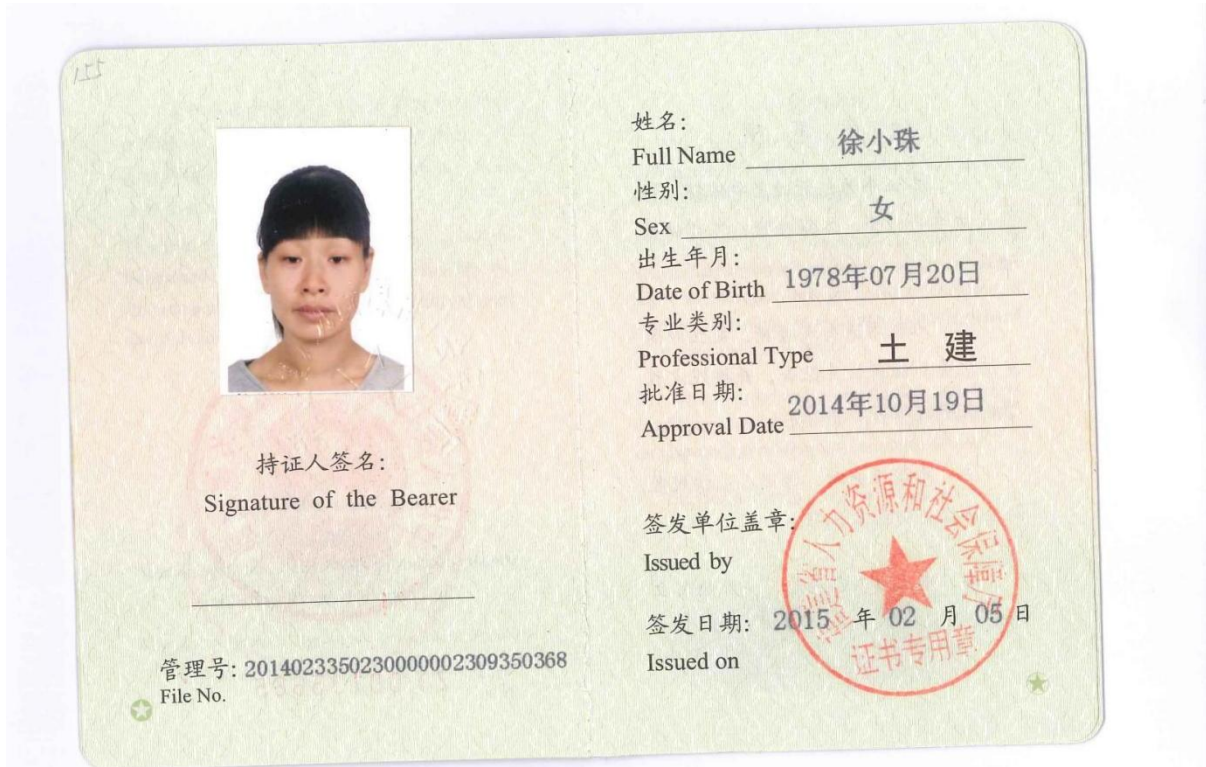 持证人签名:
Signature of the Bearer
管理号: 2014023350230000002309350368
File No.
姓名:
Full Name 徐小珠
性别:
Sex 女
出生年月:
Date of Birth 1978年07月20日
专业类别:
Professional Type 土 建
批准日期:
Approval Date 2014年10月19日
签发单位盖章:
Issued by
福建省人力资源和社会保障厅
证书专用章
签发日期: 2015 年 02 月 05 日
Issued on